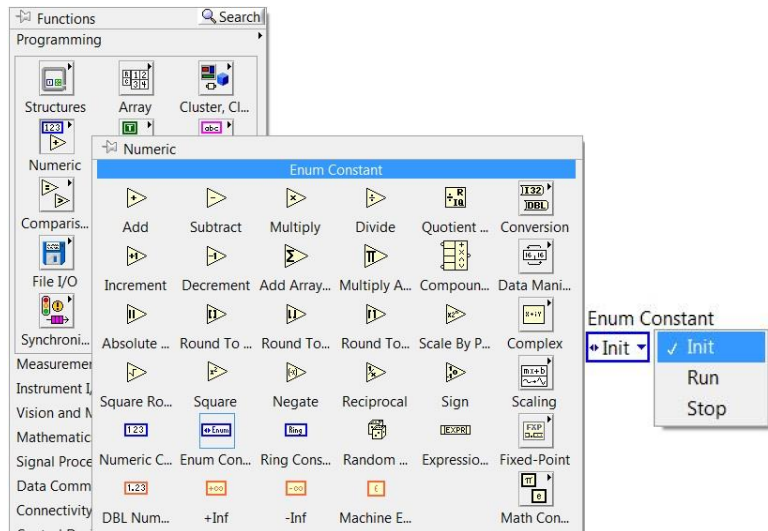 Functions
Search
Programming
Structures
Array
Cluster, Cl...
Numeric
Comparis...
File I/O
Synchroni...
Measuremen
Instrument I,
Vision and
Mathematic
Signal Proce
Data Comm
Connectivity
Numeric
Enum Constant
Add
Subtract
Multiply
Divide
Quotient ...
Conversion
Increment
Decrement
Add Array...
Multiply A...
Compoun...
Data Mani...
Absolute ...
Round To ...
Round To...
Round To...
Scale By P...
Complex
Square Ro...
Square
Negate
Reciprocal
Sign
Scaling
Numeric C...
Enum Con...
Ring Cons...
Random ...
Expressio...
Fixed-Point
DBL Num...
+Inf
-Inf
Machine E...
Math Con...
Enum Constant
Init
✓ Init
Run
Stop